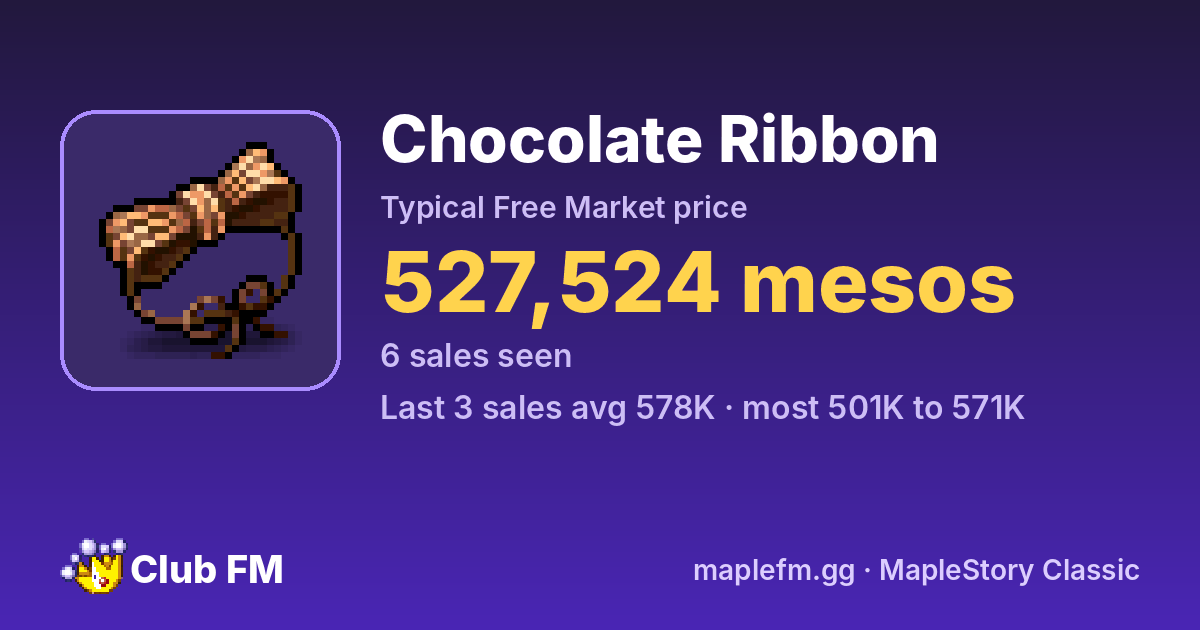 Chocolate Ribbon
Typical Free Market price
527,524 mesos
6 sales seen
Last 3 sales avg 578K · most 501K to 571K
Club FM
maplefm.gg · MapleStory Classic